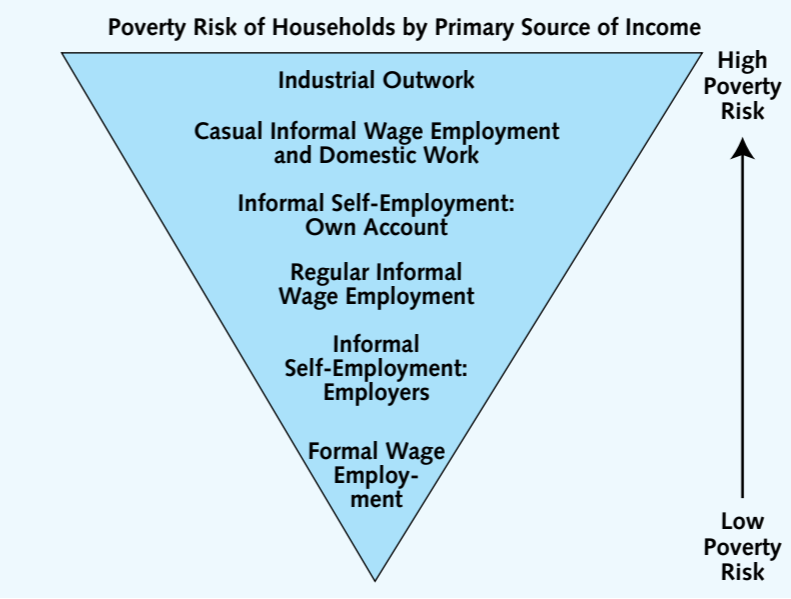 Poverty Risk of Households by Primary Source of Income
Industrial Outwork
Casual Informal Wage Employment
and Domestic Work
Informal Self-Employment:
Own Account
Regular Informal
Wage Employment
Informal
Self-Employment:
Employers
Formal Wage
Employ-
ment
High
Poverty
Risk
Low
Poverty
Risk